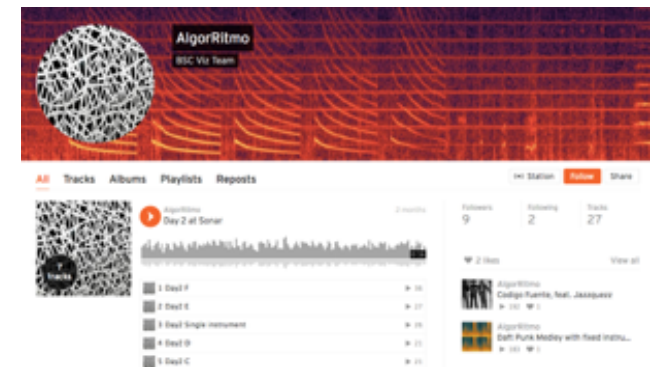 AlgorRitmo
BSC Viz Team
All Tracks Albums Playlists Reposts
Station Follow Share
AlgorRitmo
Day 2 at Sonar
2 months
Followers Following Tracks
9 2 27
2 likes View all
tracks
1 Day2 F
2 Day2 E
3 Day2 Single instrument
4 Day2 D
5 Day2 C
AlgorRitmo
Codigo Fuente, feat.
AlgorRitmo
Daft Punk Medley with fixed instru...